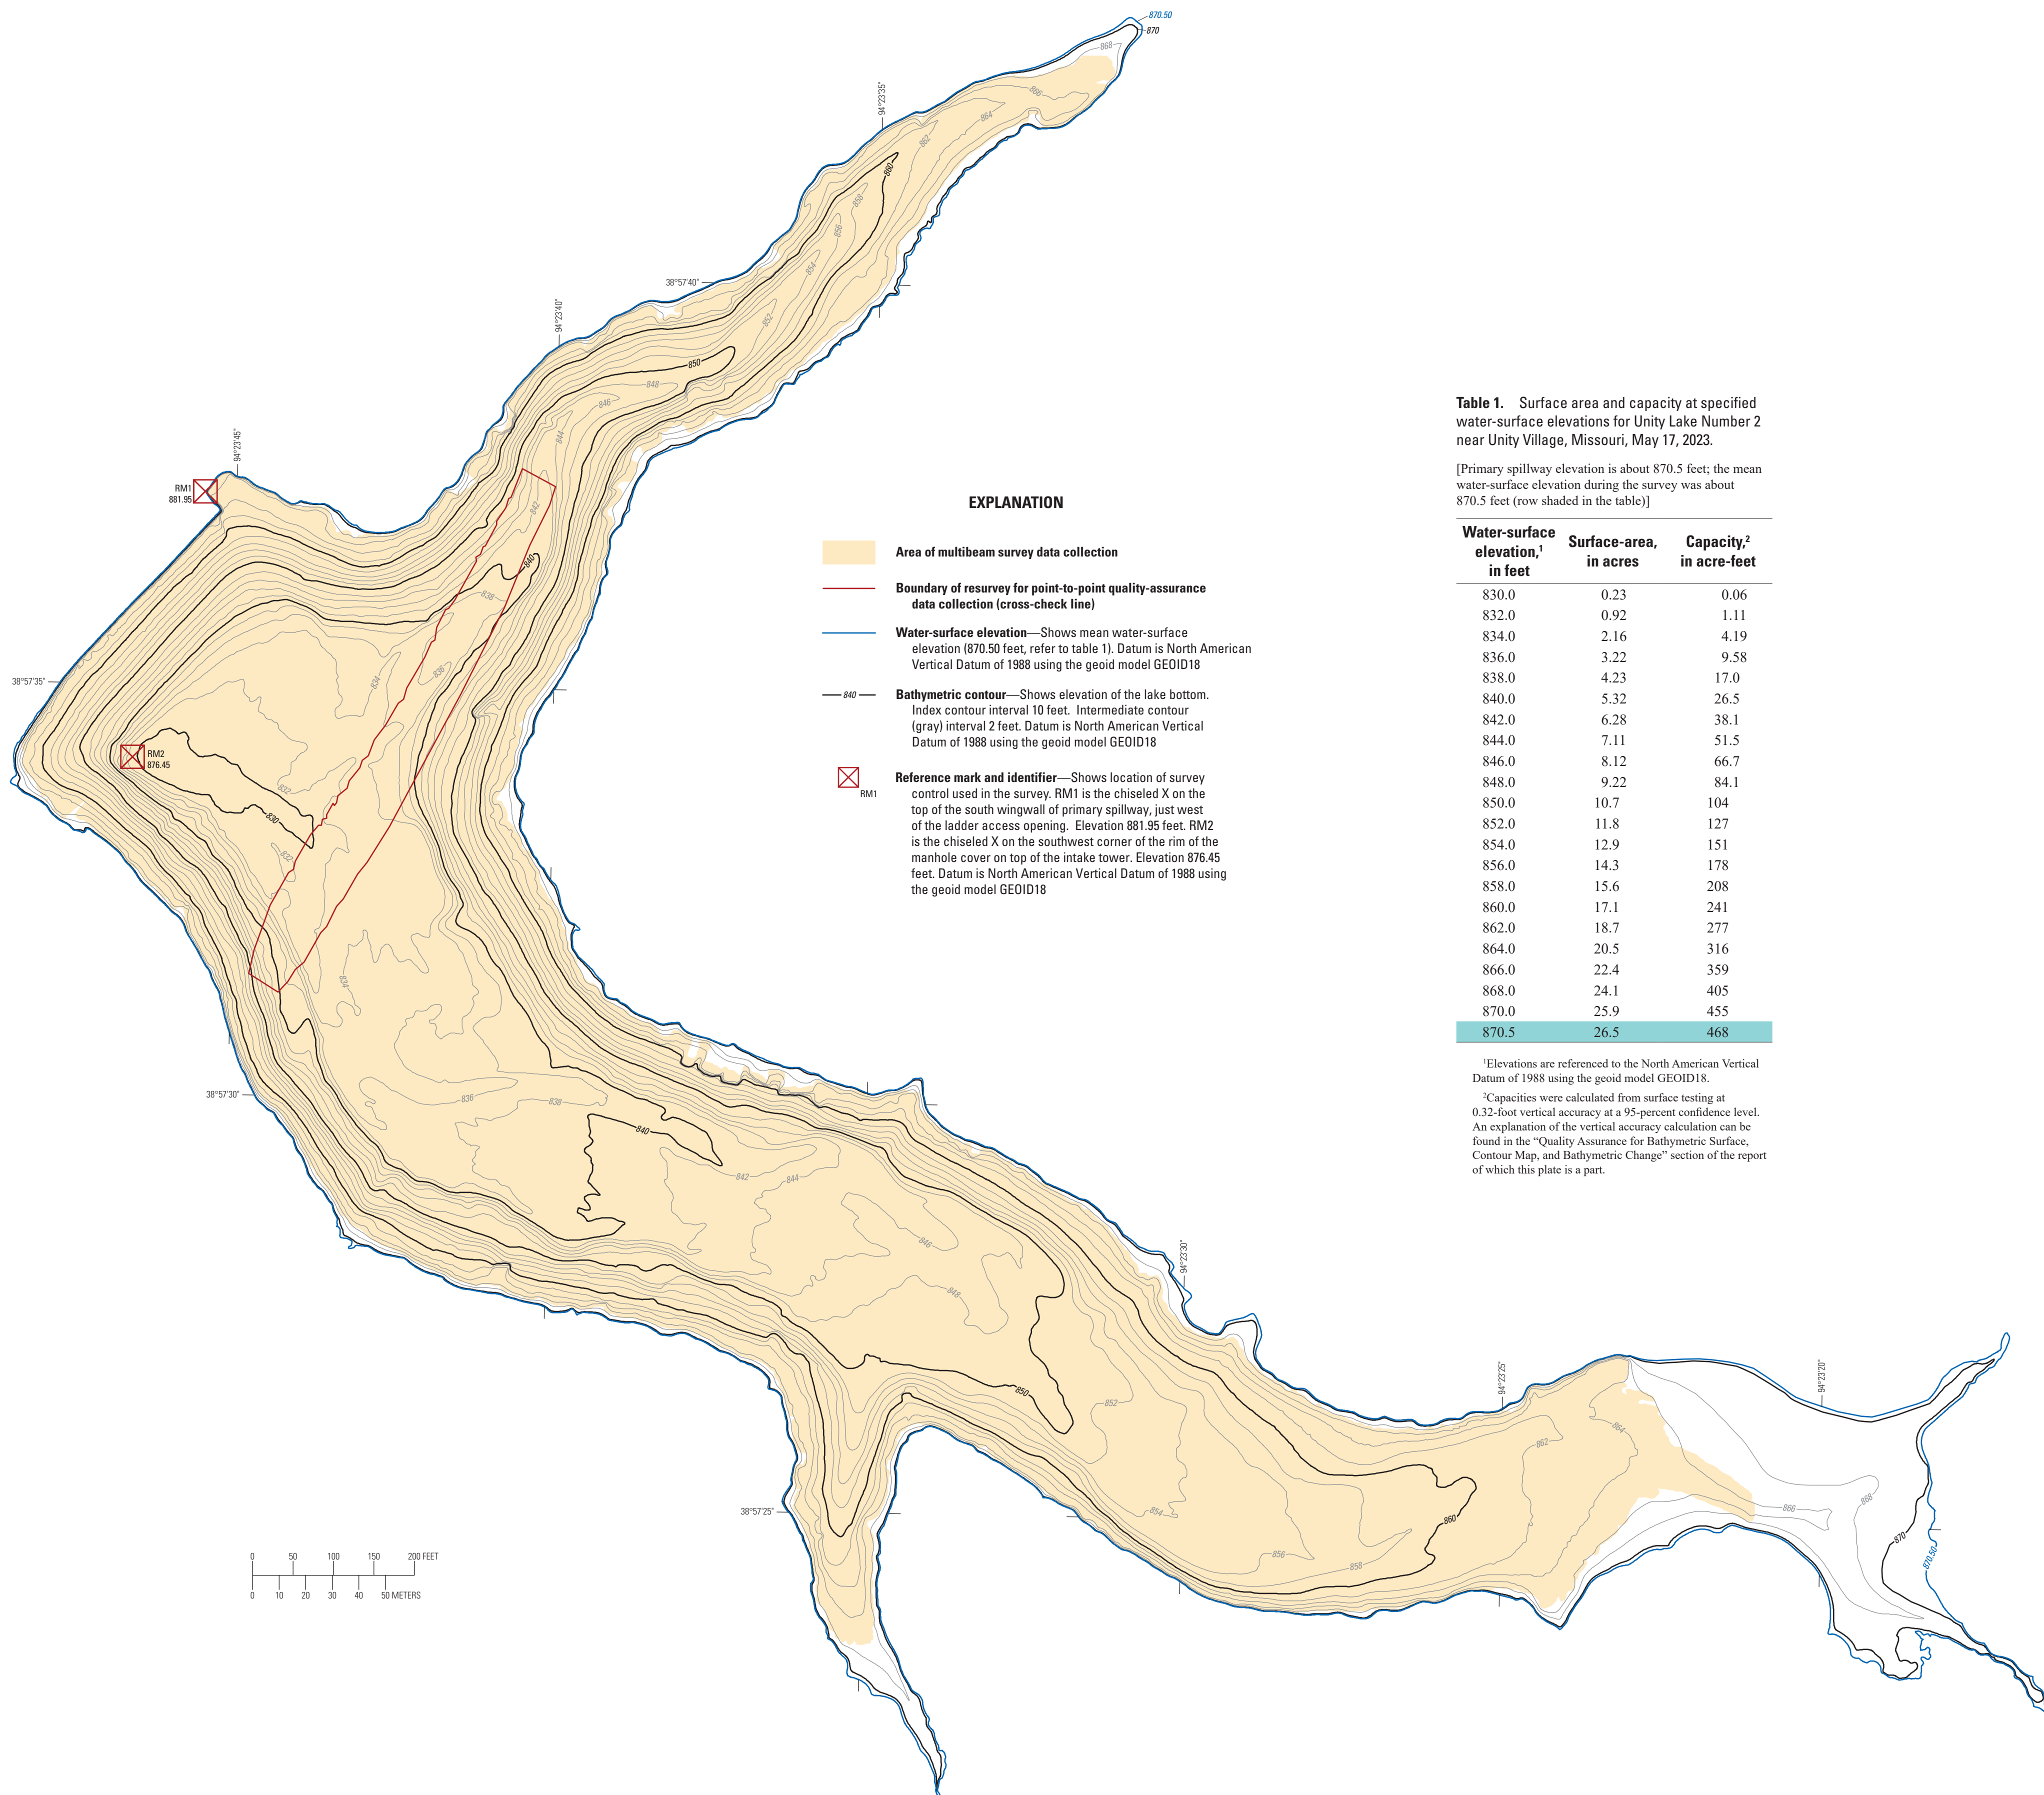 870.50
870
868
94°23'35"
866
864
862
860
858
856
38°57'40"
854
94°23'40"
852
850
848
846
844
94°23'45"
RM1
881.95
842
840
838
836
834
38°57'35"
RM2
876.45
832
830
832
834
38°57'30"
836
838
840
842
844
846
94°23'30"
848
850
852
94°23'25"
94°23'20"
864
862
854
38°57'25"
860
866
868
856
858
870
870.50
0 50 100 150 200 FEET
0 10 20 30 40 50 METERS
EXPLANATION
Area of multibeam survey data collection
Boundary of resurvey for point-to-point quality-assurance
data collection (cross-check line)
Water-surface elevation—Shows mean water-surface
elevation (870.50 feet, refer to table 1). Datum is North American
Vertical Datum of 1988 using the geoid model GEOID18
840
Bathymetric contour—Shows elevation of the lake bottom.
Index contour interval 10 feet. Intermediate contour
(gray) interval 2 feet. Datum is North American Vertical
Datum of 1988 using the geoid model GEOID18
RM1
Reference mark and identifier—Shows location of survey
control used in the survey. RM1 is the chiseled X on the
top of the south wingwall of primary spillway, just west
of the ladder access opening. Elevation 881.95 feet. RM2
is the chiseled X on the southwest corner of the rim of the
manhole cover on top of the intake tower. Elevation 876.45
feet. Datum is North American Vertical Datum of 1988 using
the geoid model GEOID18
Table 1. Surface area and capacity at specified
water-surface elevations for Unity Lake Number 2
near Unity Village, Missouri, May 17, 2023.
[Primary spillway elevation is about 870.5 feet; the mean
water-surface elevation during the survey was about
870.5 feet (row shaded in the table)]
Water-surface elevation,1 in feet Surface-area, in acres Capacity,2 in acre-feet
830.0 0.23 0.06
832.0 0.92 1.11
834.0 2.16 4.19
836.0 3.22 9.58
838.0 4.23 17.0
840.0 5.32 26.5
842.0 6.28 38.1
844.0 7.11 51.5
846.0 8.12 66.7
848.0 9.22 84.1
850.0 10.7 104
852.0 11.8 127
854.0 12.9 151
856.0 14.3 178
858.0 15.6 208
860.0 17.1 241
862.0 18.7 277
864.0 20.5 316
866.0 22.4 359
868.0 24.1 405
870.0 25.9 455
870.5 26.5 468
1Elevations are referenced to the North American Vertical
Datum of 1988 using the geoid model GEOID18.
2Capacities were calculated from surface testing at
0.32-foot vertical accuracy at a 95-percent confidence level.
An explanation of the vertical accuracy calculation can be
found in the “Quality Assurance for Bathymetric Surface,
Contour Map, and Bathymetric Change” section of the report
of which this plate is a part.